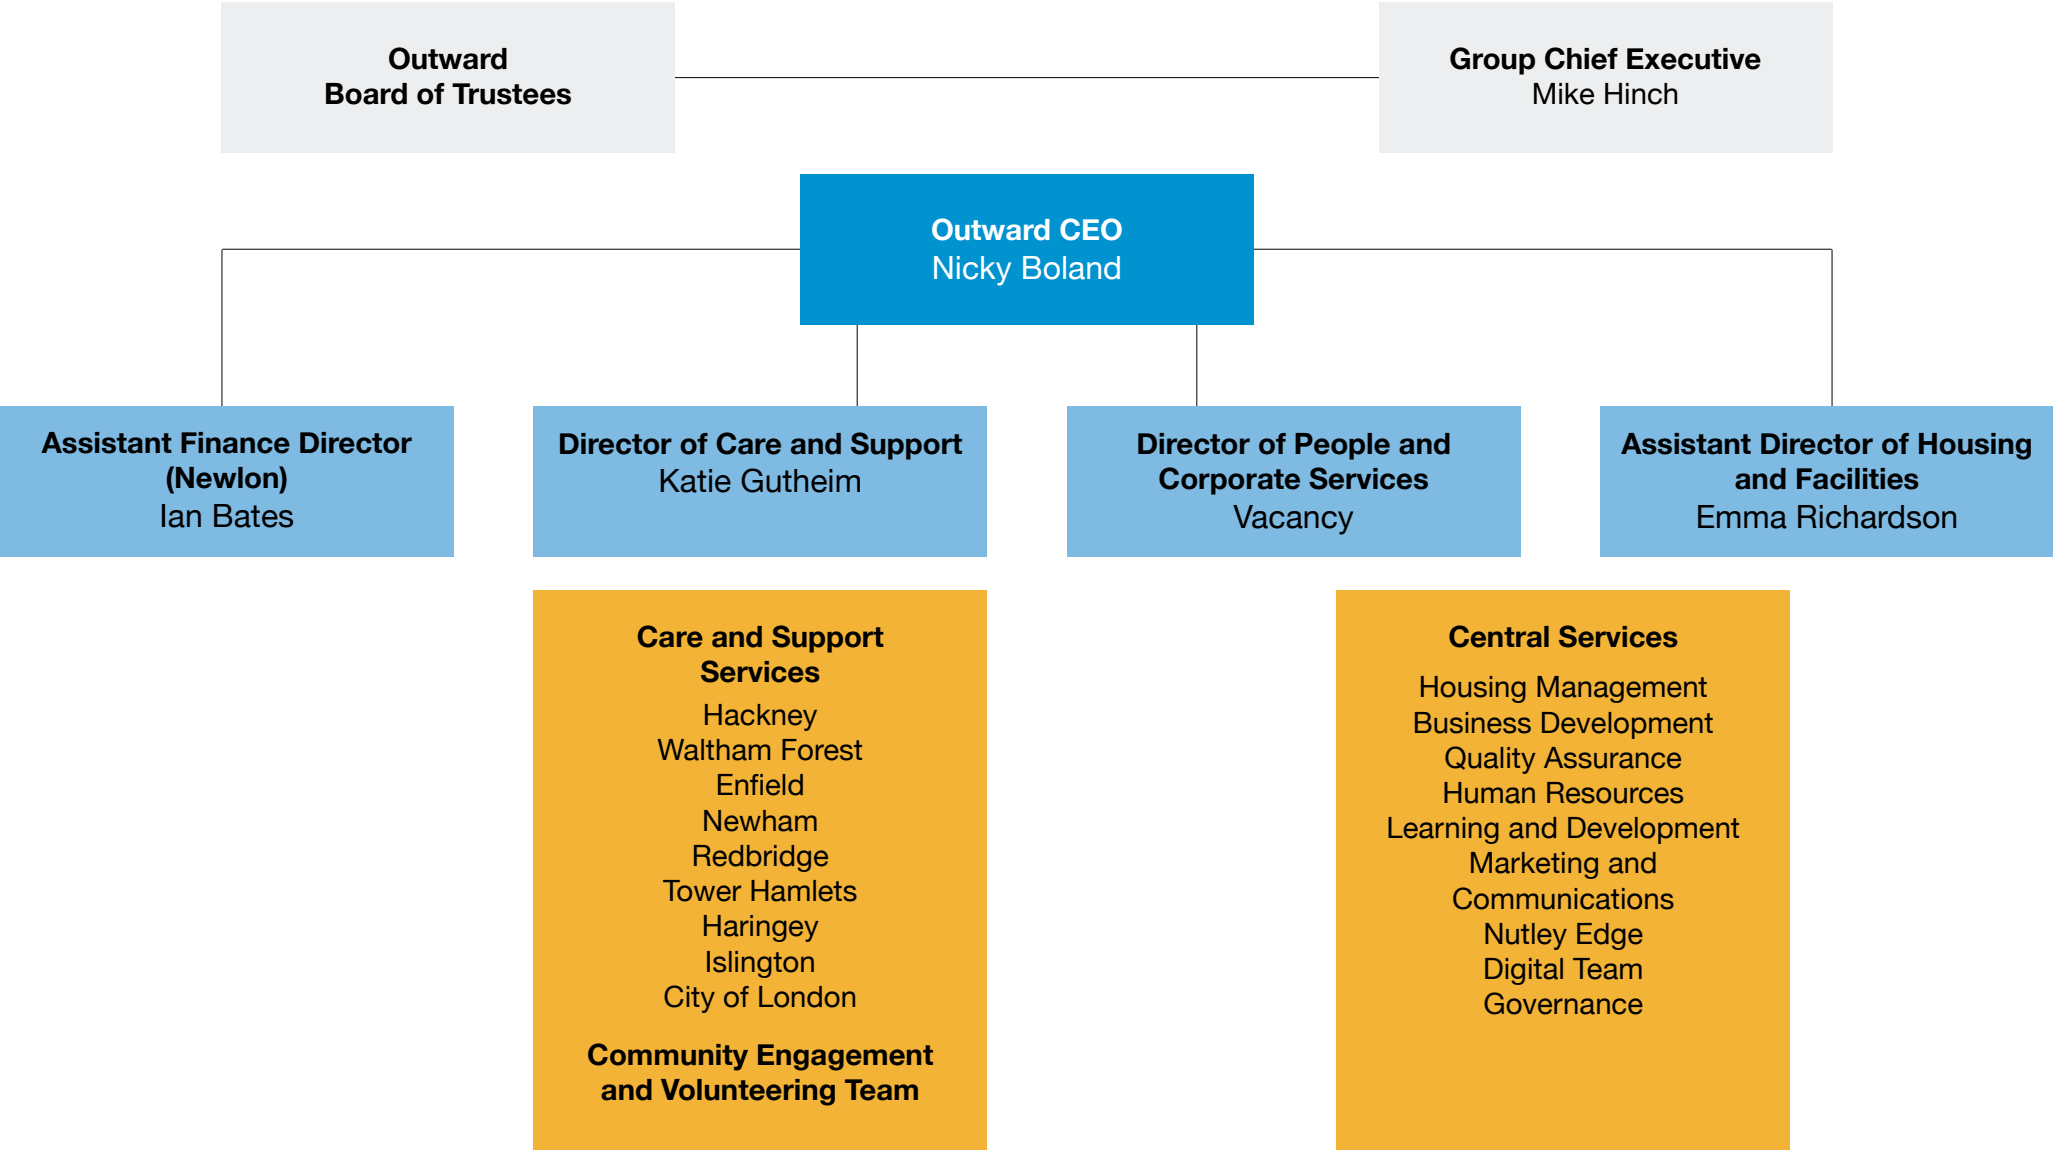 Outward
Board of Trustees
Group Chief Executive
Mike Hinch
Outward CEO
Nicky Boland
Assistant Finance Director
(Newlon)
Ian Bates
Director of Care and Support
Katie Gutheim
Director of People and
Corporate Services
Vacancy
Assistant Director of Housing
and Facilities
Emma Richardson
Care and Support
Services
Hackney
Waltham Forest
Enfield
Newham
Redbridge
Tower Hamlets
Haringey
Islington
City of London
Community Engagement
and Volunteering Team
Central Services
Housing Management
Business Development
Quality Assurance
Human Resources
Learning and Development
Marketing and
Communications
Nutley Edge
Digital Team
Governance